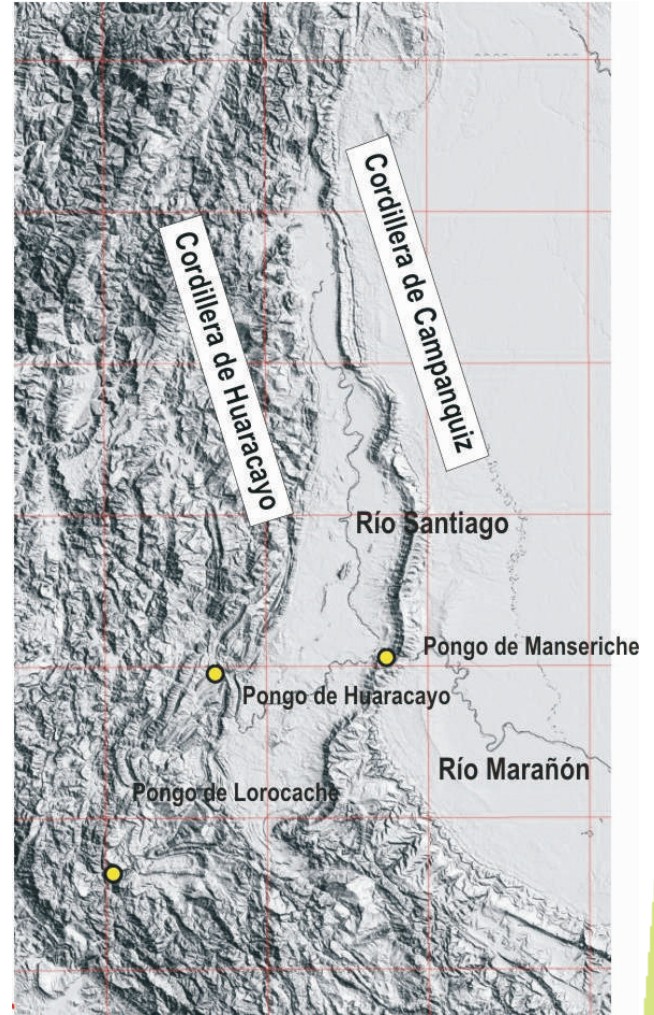 Cordillera de Campanquiz
Cordillera de Huaracayo
Río Santiago
Pongo de Manseriche
Pongo de Huaracayo
Río Marañón
Pongo de Lorocache